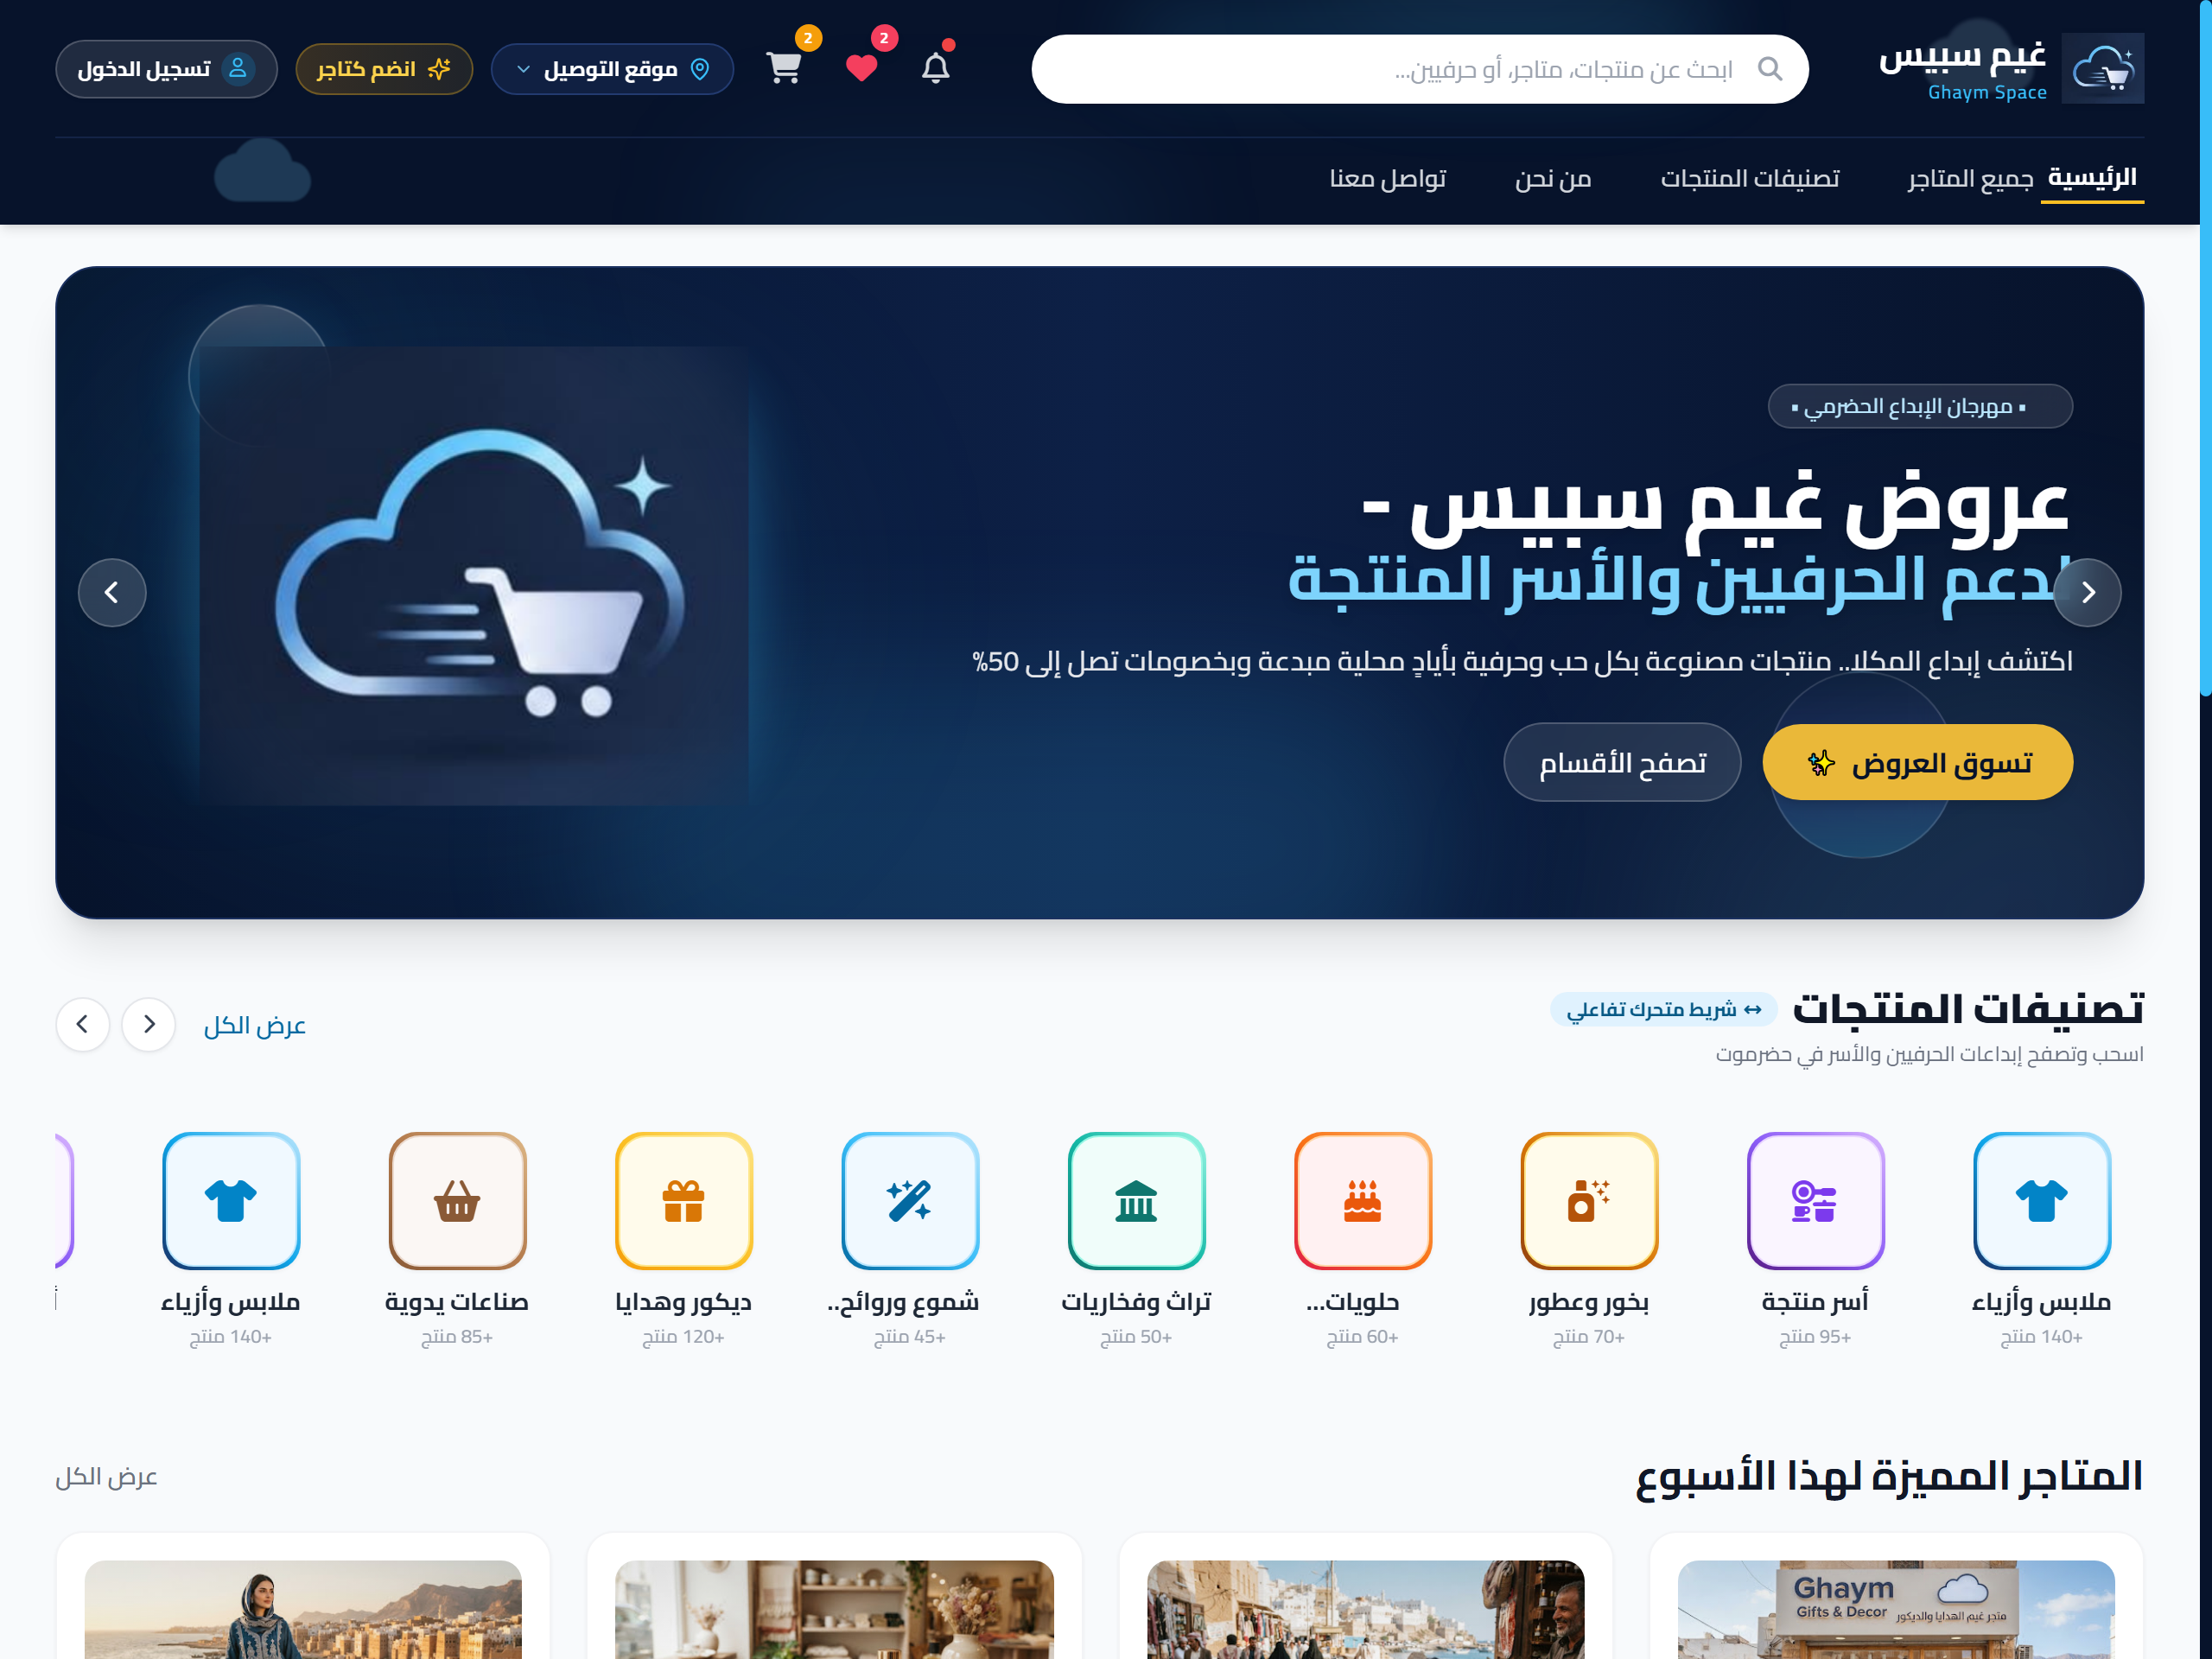 غيم سبيس
Ghaym Space
ابحث عن منتجات، متاجر، أو حرفيين...
2
2
موقع التوصيل
انضم كتاجر
تسجيل الدخول
الرئيسية
جميع المتاجر
تصنيفات المنتجات
من نحن
تواصل معنا
▪ مهرجان الإبداع الحضرمي ▪
عروض غيم سبيس -
لدعم الحرفيين والأسر المنتجة
اكتشف إبداع المكلا.. منتجات مصنوعة بكل حب وحرفية بأيادٍ محلية مبدعة وبخصومات تصل إلى 50%
تسوق العروض ✨
تصفح الأقسام
تصنيفات المنتجات
↔ شريط متحرك تفاعلي
عرض الكل
اسحب وتصفح إبداعات الحرفيين والأسر في حضرموت
ملابس وأزياء
+140 منتج
أسر منتجة
+95 منتج
بخور وعطور
+70 منتج
حلويات...
+60 منتج
تراث وفخاريات
+50 منتج
شموع وروائح..
+45 منتج
ديكور وهدايا
+120 منتج
صناعات يدوية
+85 منتج
ملابس وأزياء
+140 منتج
المتاجر المميزة لهذا الأسبوع
عرض الكل
Ghaym
Gifts & Decor
متجر غيم الهدايا والديكور